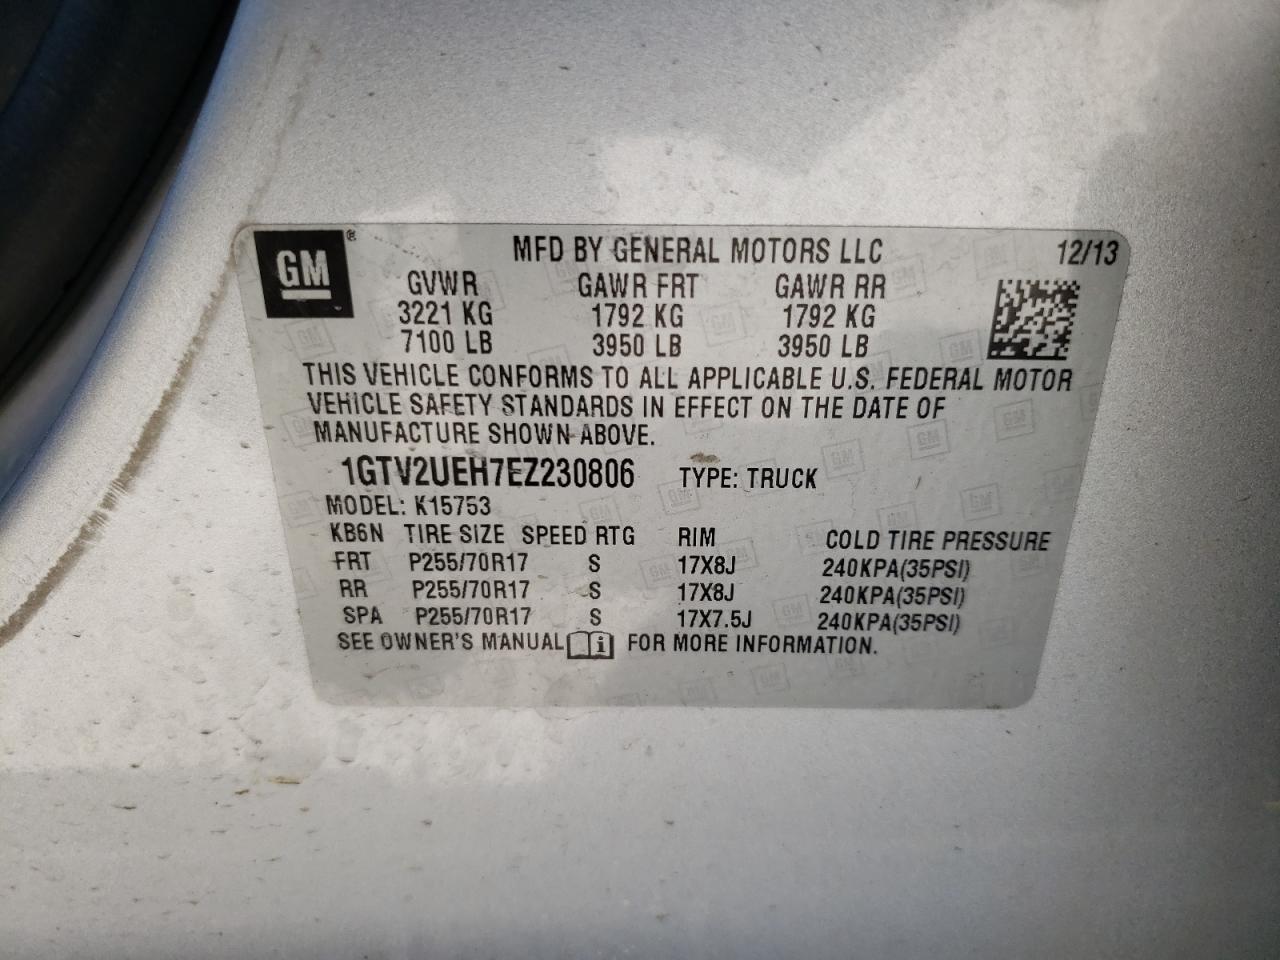 GM® MFD BY GENERAL MOTORS LLC 12/13
GVWR GAWR FRT GAWR RR
3221 KG 1792 KG 1792 KG
7100 LB 3950 LB 3950 LB
THIS VEHICLE CONFORMS TO ALL APPLICABLE U.S. FEDERAL MOTOR
VEHICLE SAFETY STANDARDS IN EFFECT ON THE DATE OF
MANUFACTURE SHOWN ABOVE.
1GTV2UEH7EZ230806 TYPE: TRUCK
MODEL: K15753
KB6N TIRE SIZE SPEED RTG RIM COLD TIRE PRESSURE
FRT P255/70R17 S 17X8J 240KPA(35PSI)
RR P255/70R17 S 17X8J 240KPA(35PSI)
SPA P255/70R17 S 17X7.5J 240KPA(35PSI)
SEE OWNER'S MANUAL FOR MORE INFORMATION.